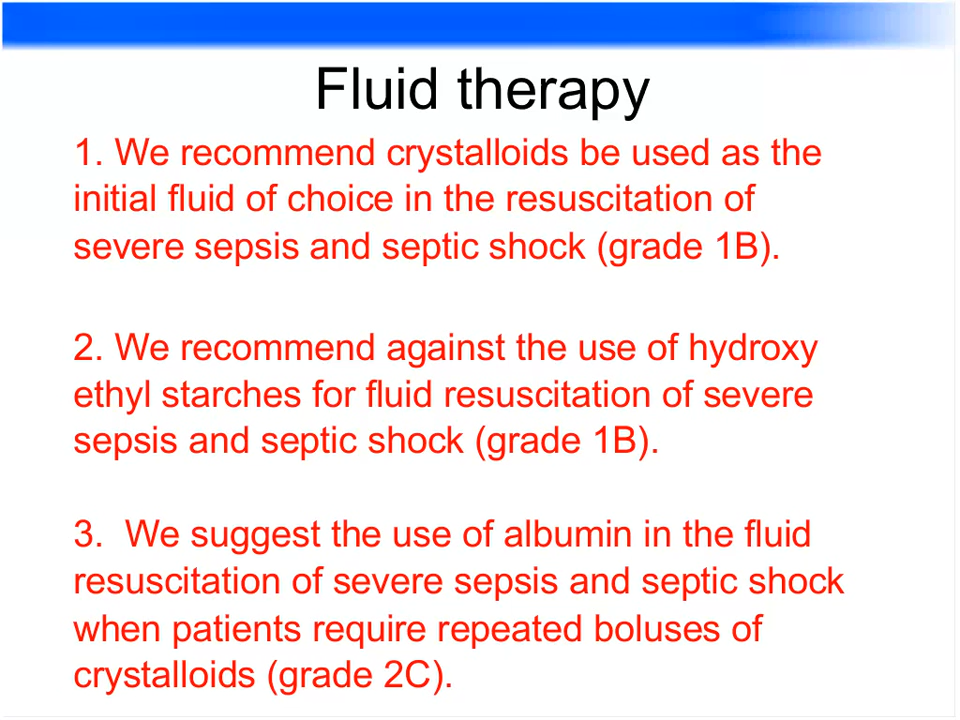 Fluid therapy
1. We recommend crystalloids be used as the
initial fluid of choice in the resuscitation of
severe sepsis and septic shock (grade 1B).
2. We recommend against the use of hydroxy
ethyl starches for fluid resuscitation of severe
sepsis and septic shock (grade 1B).
3.  We suggest the use of albumin in the fluid
resuscitation of severe sepsis and septic shock
when patients require repeated boluses of
crystalloids (grade 2C).